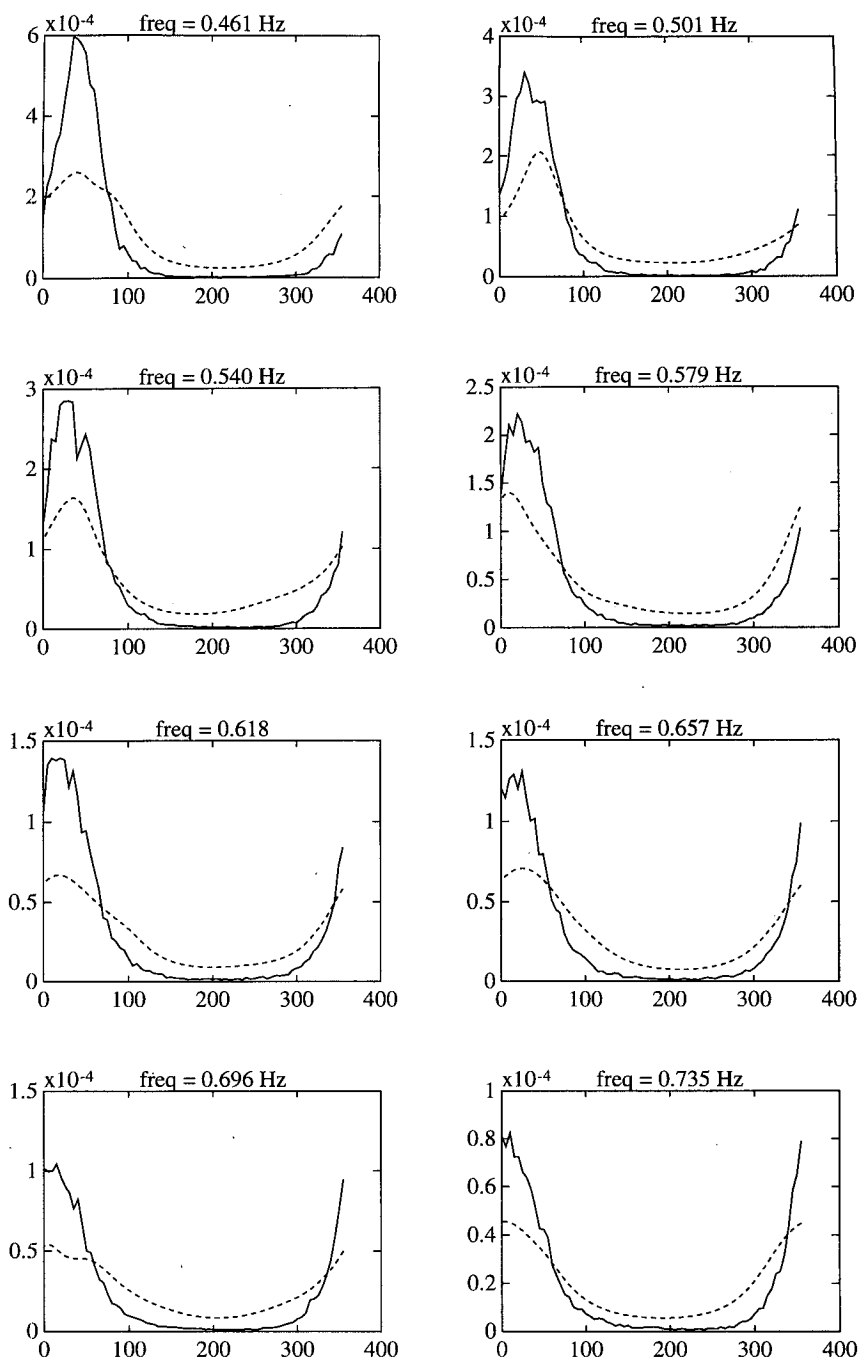 x10-4 freq = 0.461 Hz
6
4
2
0
0 100 200 300 400
x10-4 freq = 0.501 Hz
4
3
2
1
0
0 100 200 300 400
x10-4 freq = 0.540 Hz
3
2
1
0
0 100 200 300 400
x10-4 freq = 0.579 Hz
2.5
2
1.5
1
0.5
0
0 100 200 300 400
x10-4 freq = 0.618
1.5
1
0.5
0
0 100 200 300 400
x10-4 freq = 0.657 Hz
1.5
1
0.5
0
0 100 200 300 400
x10-4 freq = 0.696 Hz
1.5
1
0.5
0
0 100 200 300 400
x10-4 freq = 0.735 Hz
1
0.8
0.6
0.4
0.2
0
0 100 200 300 400